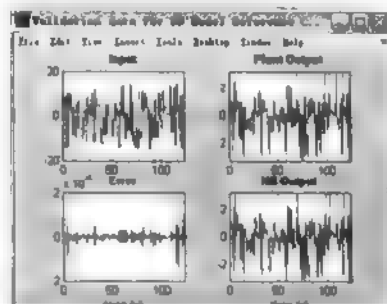 Validation Data for NN Model Reference C...
File Edit View Insert Tools Desktop Window Help
Input
Plant Output
20
0
-20
2
0
-2
0 50 100
0 50 100
Error
NN Output
2
0
2
2
0
-2
0 50 100
0 50 100